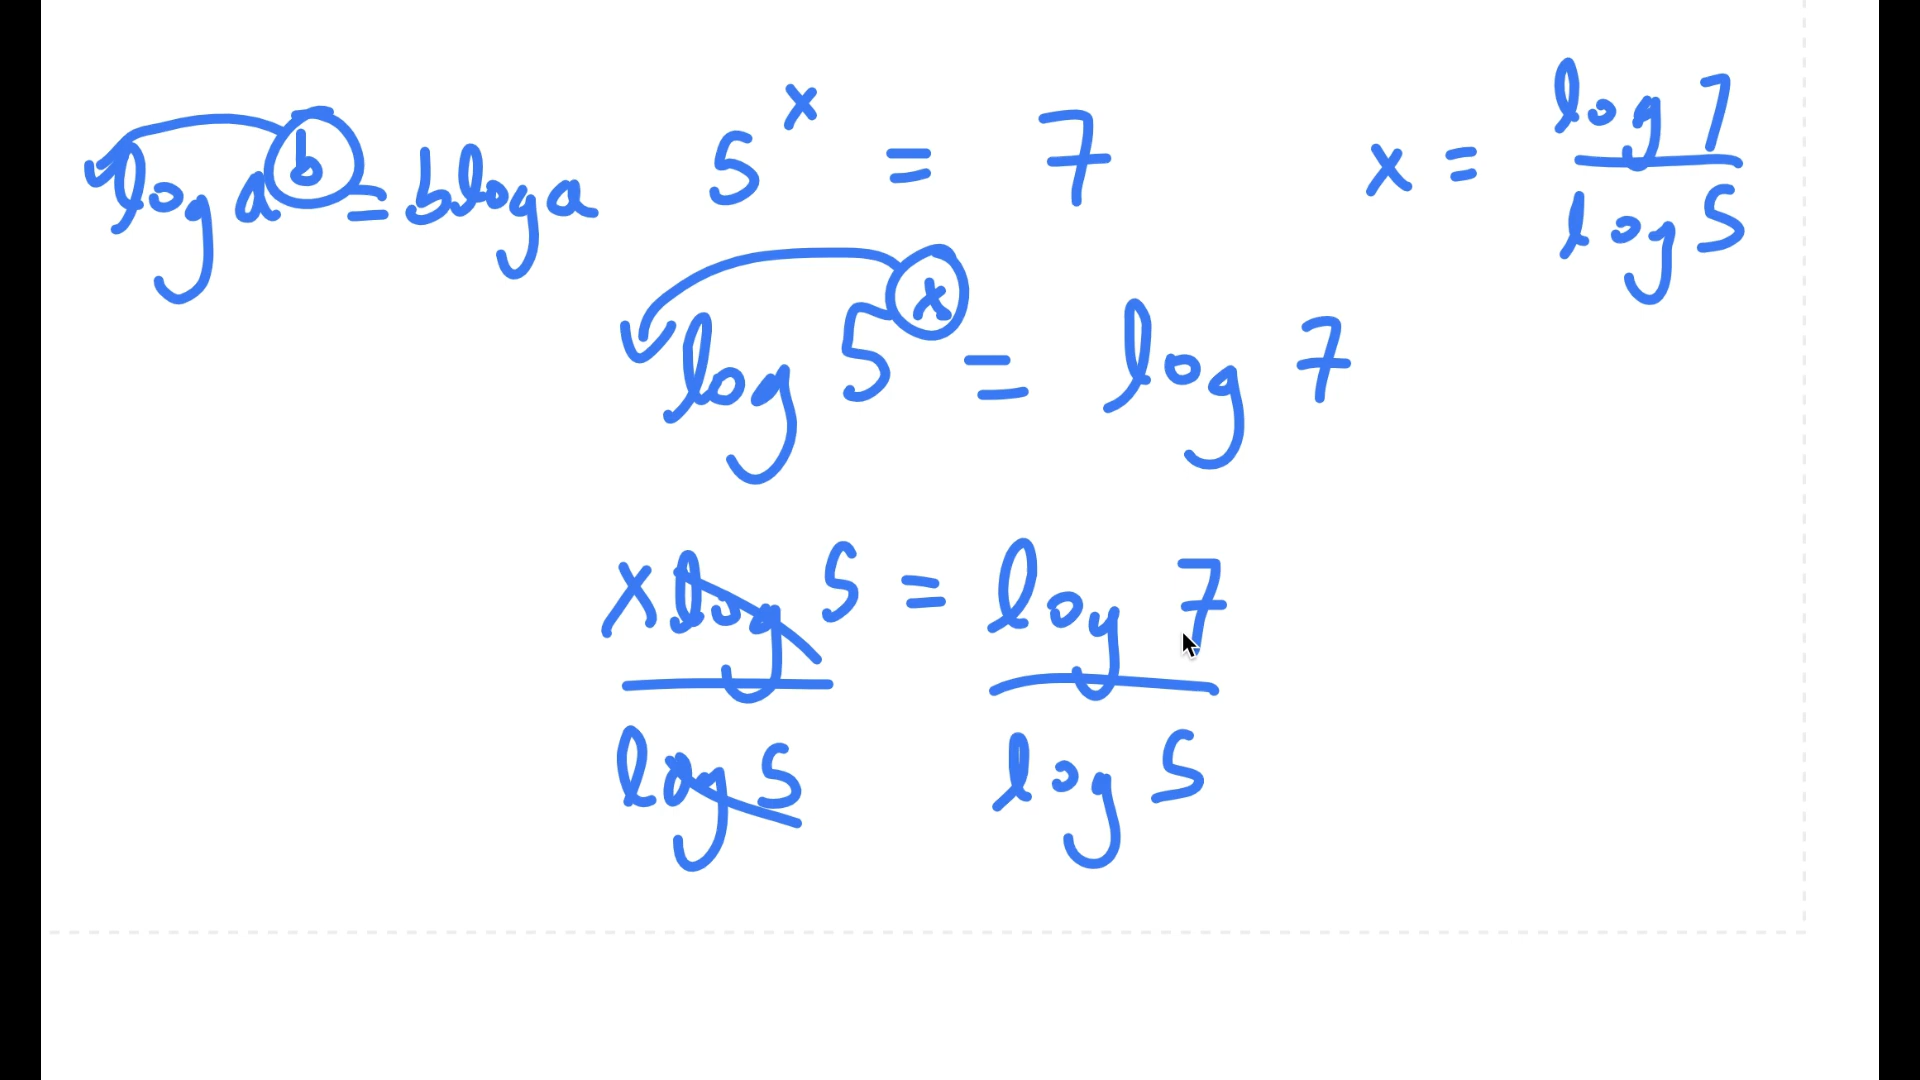 log a^b = b log a
5^x = 7
x = log 7 / log 5
log 5^x = log 7
x log 5 = log 7
log 5 log 5